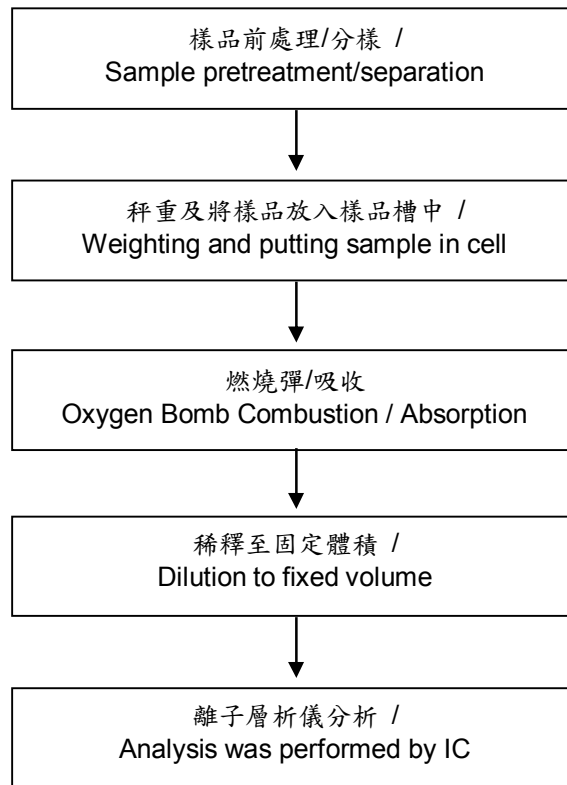 樣品前處理/分樣 /
Sample pretreatment/separation
秤重及將樣品放入樣品槽中 /
Weighting and putting sample in cell
燃燒彈/吸收
Oxygen Bomb Combustion / Absorption
稀釋至固定體積 /
Dilution to fixed volume
離子層析儀分析 /
Analysis was performed by IC